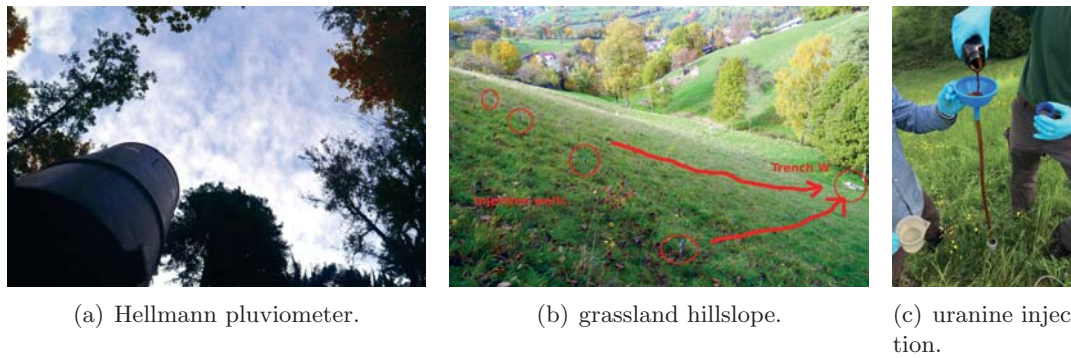 Trench W
Injection wells
(a) Hellmann pluviometer.
(b) grassland hillslope.
(c) uranine injec-
tion.